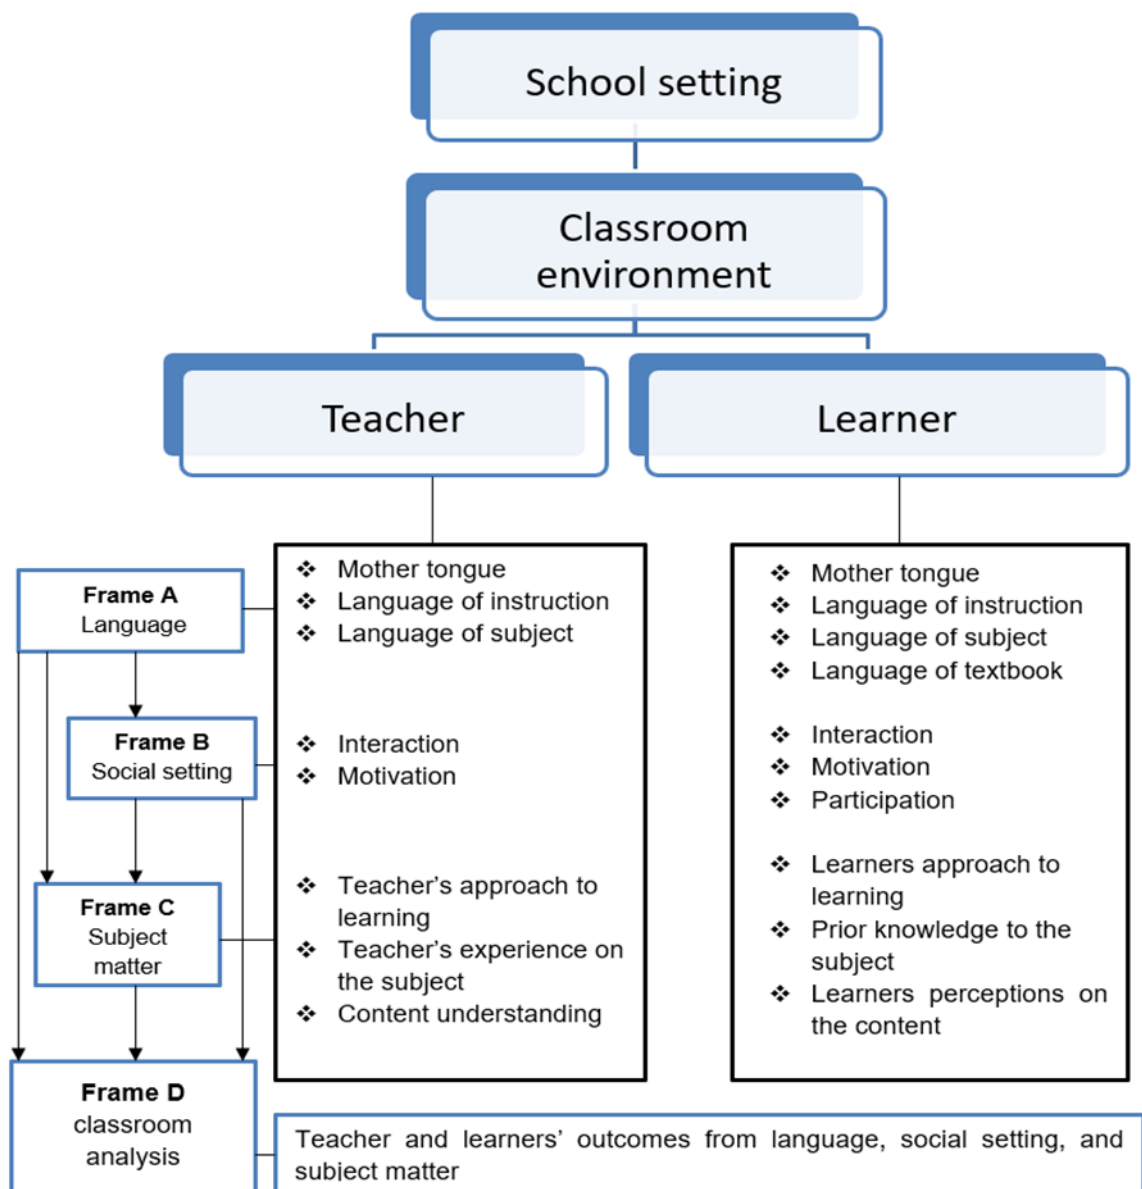 School setting
Classroom
environment
Teacher
Learner
Frame A
Language
Frame B
Social setting
Frame C
Subject
matter
Frame D
classroom
analysis
❖ Mother tongue
❖ Language of instruction
❖ Language of subject
❖ Interaction
❖ Motivation
❖ Teacher’s approach to
learning
❖ Teacher’s experience on
the subject
❖ Content understanding
❖ Mother tongue
❖ Language of instruction
❖ Language of subject
❖ Language of textbook
❖ Interaction
❖ Motivation
❖ Participation
❖ Learners approach to
learning
❖ Prior knowledge to the
subject
❖ Learners perceptions on
the content
Teacher and learners’ outcomes from language, social setting, and
subject matter